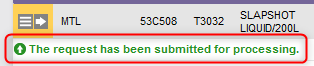 MTL 53C508 T3032 SLAPSHOT
LIQUID/200L
The request has been submitted for processing.